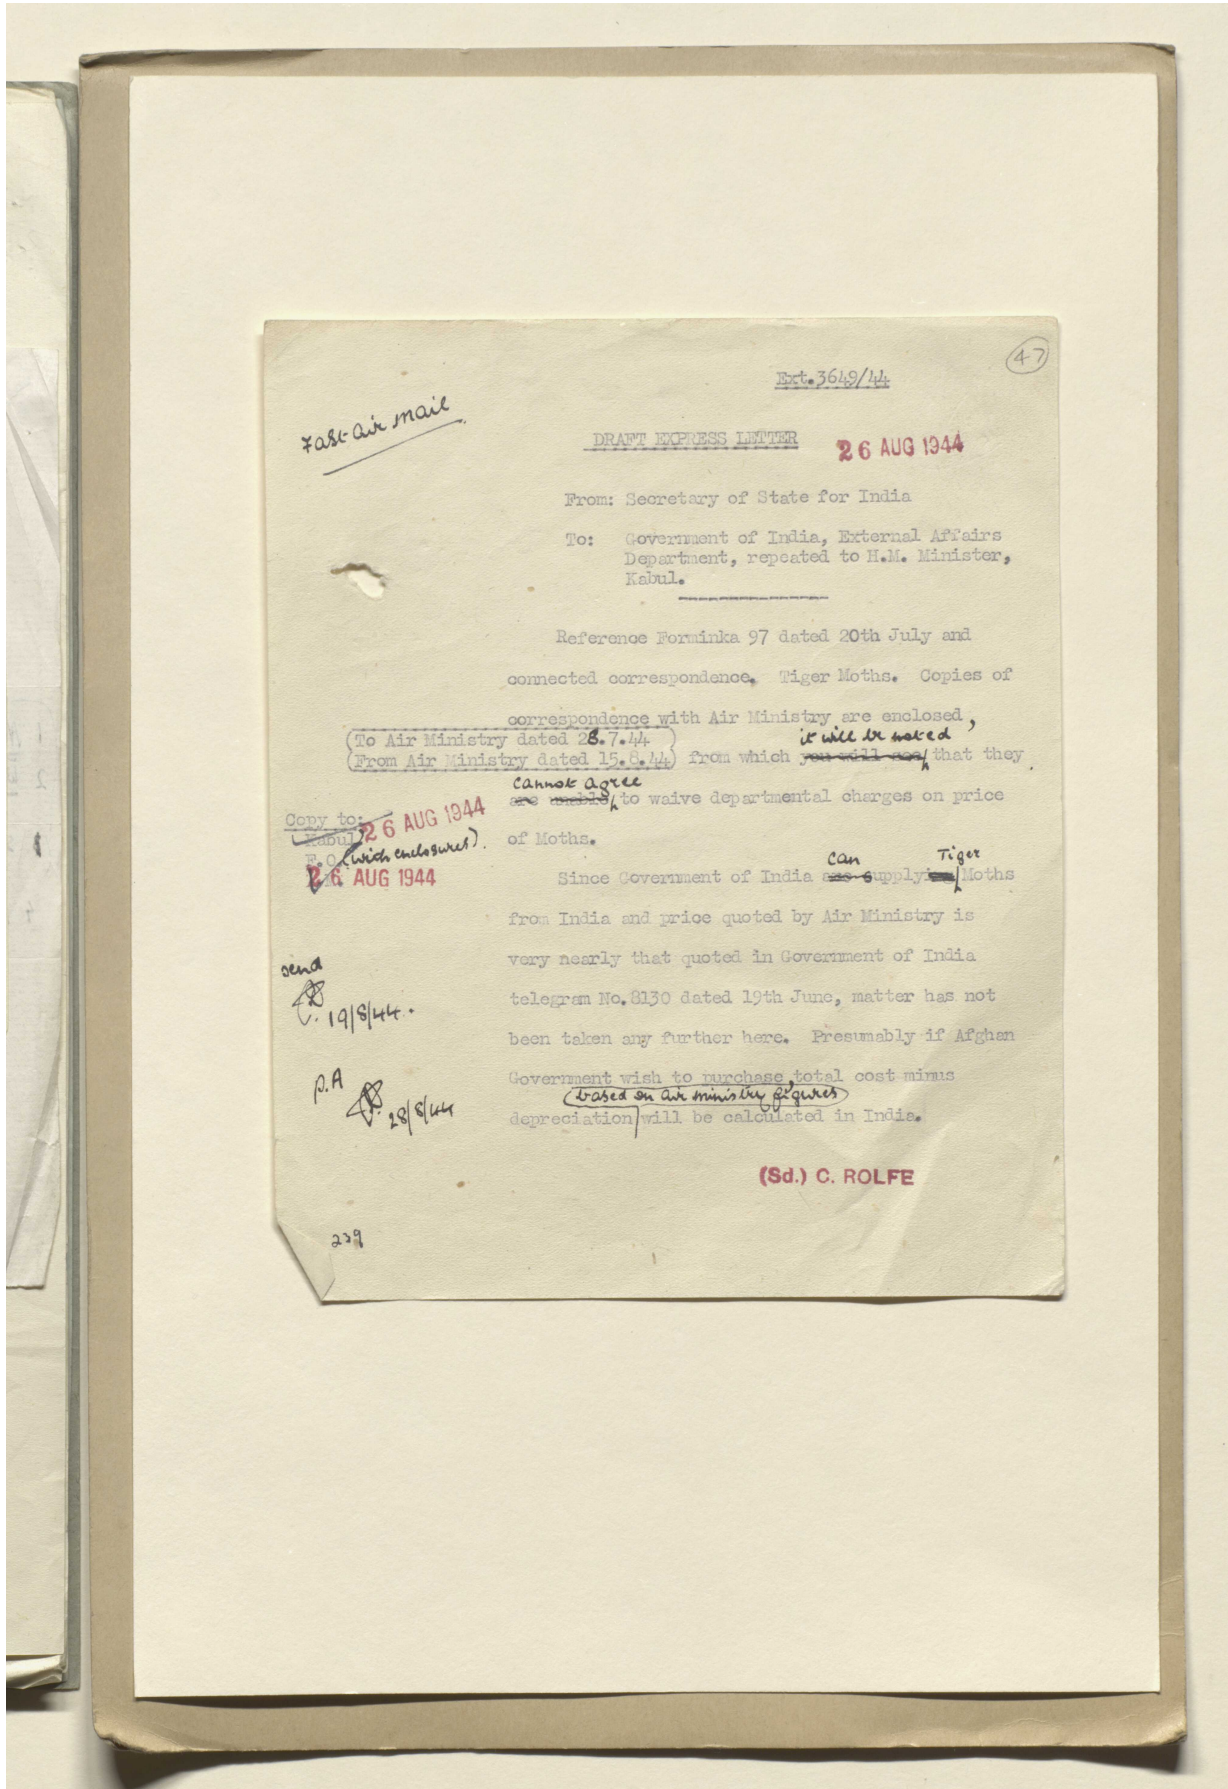 47
Ext.3649/44
Fast air mail
DRAFT EXPRESS LETTER
26 AUG 1944
From: Secretary of State for India
To: Government of India, External Affairs
Department, repeated to H.M. Minister,
Kabul.
Reference Forminka 97 dated 20th July and
connected correspondence. Tiger Moths. Copies of
correspondence with Air Ministry are enclosed,
(To Air Ministry dated 28.7.44)
it will be noted
(From Air Ministry dated 15.8.44) from which you will see that they
cannot agree
are unable to waive departmental charges on price
Copy to:
26 AUG 1944
Kabul
of Moths.
F.O. (with enclosures).
26 AUG 1944
can Tiger
Since Government of India are supplying Moths
from India and price quoted by Air Ministry is
very nearly that quoted in Government of India
send
telegram No.8130 dated 19th June, matter has not
19/8/44.
been taken any further here. Presumably if Afghan
Government wish to purchase, total cost minus
P.A
(based on Air Ministry figures)
28/8/44
depreciation will be calculated in India.
(Sd.) C. ROLFE
239